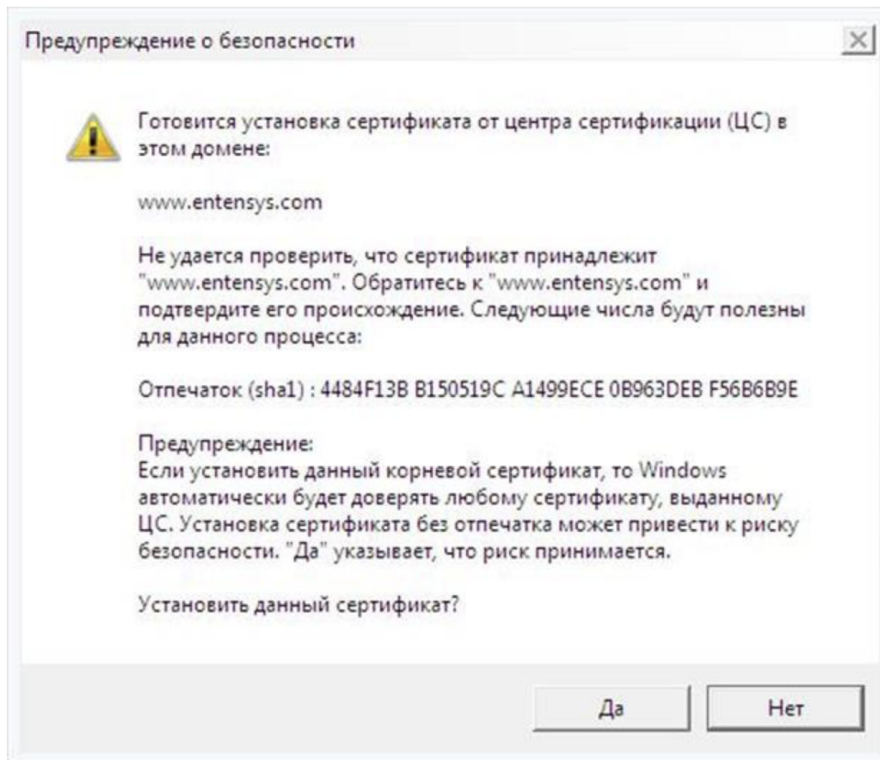 Предупреждение о безопасности
Готовится установка сертификата от центра сертификации (ЦС) в
этом домене:
www.entensys.com
Не удается проверить, что сертификат принадлежит
"www.entensys.com". Обратитесь к "www.entensys.com" и
подтвердите его происхождение. Следующие числа будут полезны
для данного процесса:
Отпечаток (sha1) : 4484F13B B150519C A1499ECE 0B963DEB F56B6B9E
Предупреждение:
Если установить данный корневой сертификат, то Windows
автоматически будет доверять любому сертификату, выданному
ЦС. Установка сертификата без отпечатка может привести к риску
безопасности. "Да" указывает, что риск принимается.
Установить данный сертификат?
Да
Нет